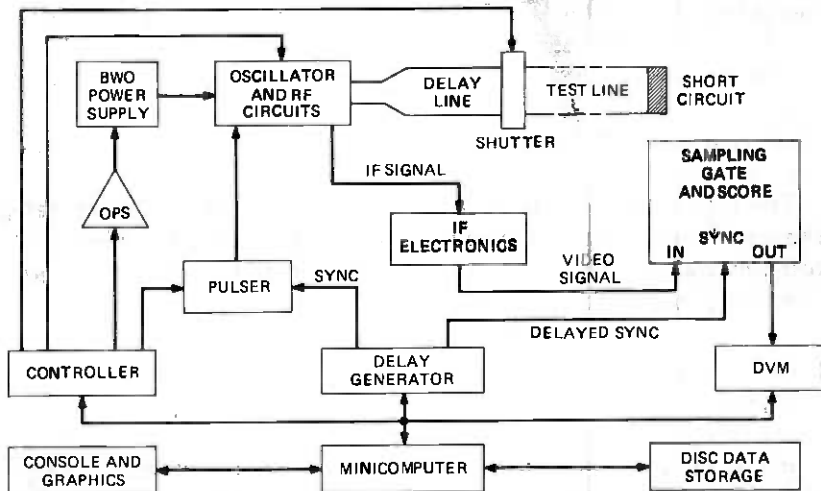 BWO
POWER
SUPPLY
OSCILLATOR
AND RF
CIRCUITS
DELAY
LINE
TEST LINE
SHORT
CIRCUIT
SHUTTER
SAMPLING
GATE
AND SCORE
SYNC
IN
OUT
IF SIGNAL
OPS
IF
ELECTRONICS
VIDEO
SIGNAL
PULSER
SYNC
DELAYED SYNC
CONTROLLER
DELAY
GENERATOR
DVM
CONSOLE AND
GRAPHICS
MINICOMPUTER
DISC DATA
STORAGE